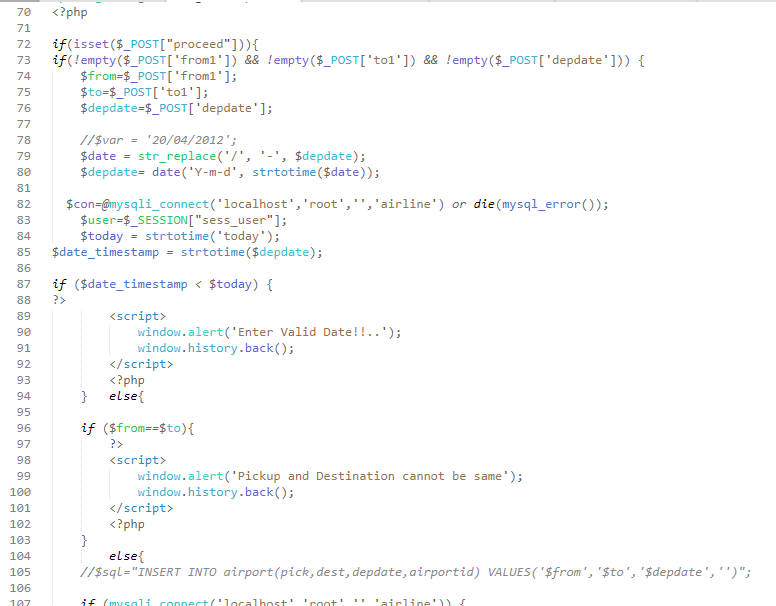 70 <?php
71
72 if(isset($_POST["proceed"])){
73 if(!empty($_POST['from1']) && !empty($_POST['to1']) && !empty($_POST['depdate'])) {
74 $from=$_POST['from1'];
75 $to=$_POST['to1'];
76 $depdate=$_POST['depdate'];
77
78 //$var = '20/04/2012';
79 $date = str_replace('/', '-', $depdate);
80 $depdate= date('Y-m-d', strtotime($date));
81
82 $con=@mysqli_connect('localhost','root','','airline') or die(mysql_error());
83 $user=$_SESSION["sess_user"];
84 $today = strtotime('today');
85 $date_timestamp = strtotime($depdate);
86
87 if ($date_timestamp < $today) {
88 ?>
89 <script>
90 window.alert('Enter Valid Date!!..');
91 window.history.back();
92 </script>
93 <?php
94 } else{
95
96 if ($from==$to){
97 ?>
98 <script>
99 window.alert('Pickup and Destination cannot be same');
100 window.history.back();
101 </script>
102 <?php
103 }
104 else{
105 //$sql="INSERT INTO airport(pick,dest,depdate,airportid) VALUES('$from','$to','$depdate','')";
106
107 if (mysqli_connect('localhost','root','','airline')) {